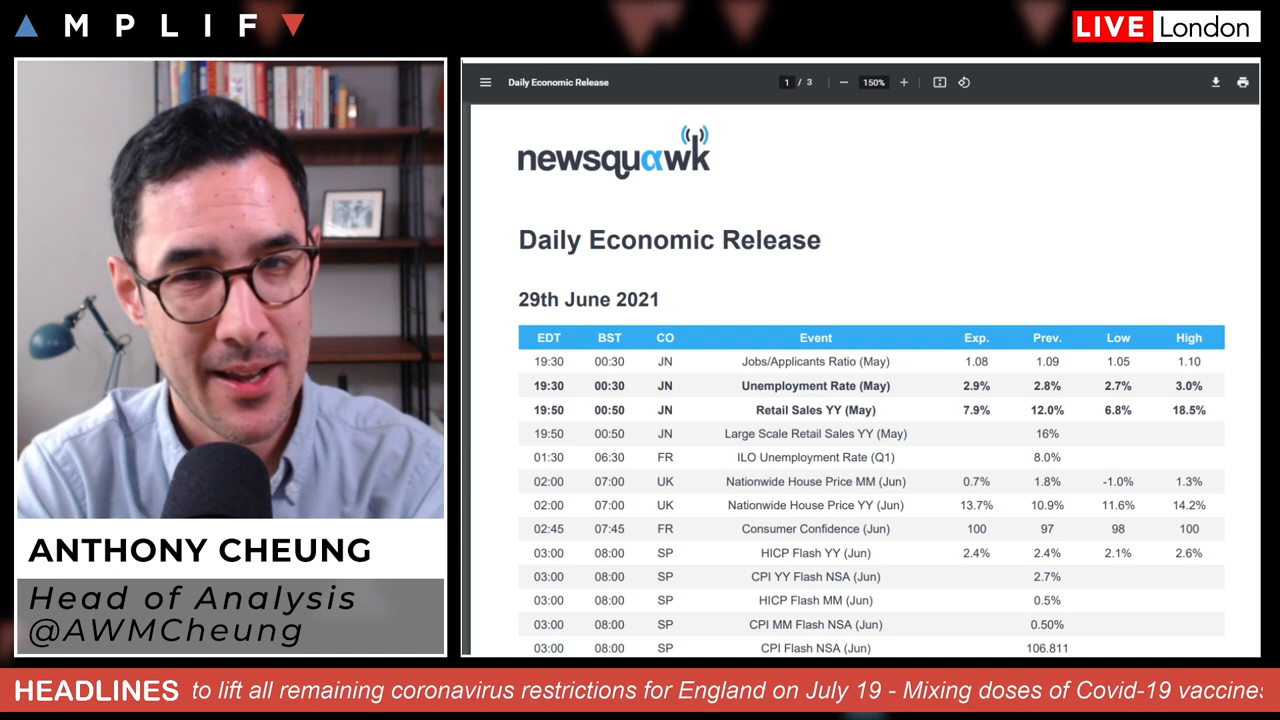 AMPLIFY
LIVE London
Daily Economic Release
1 / 3
150%
newsquawk
Daily Economic Release
29th June 2021
EDT BST CO Event Exp. Prev. Low High
19:30 00:30 JN Jobs/Applicants Ratio (May) 1.08 1.09 1.05 1.10
19:30 00:30 JN Unemployment Rate (May) 2.9% 2.8% 2.7% 3.0%
19:50 00:50 JN Retail Sales YY (May) 7.9% 12.0% 6.8% 18.5%
19:50 00:50 JN Large Scale Retail Sales YY (May) 16%
01:30 06:30 FR ILO Unemployment Rate (Q1) 8.0%
02:00 07:00 UK Nationwide House Price MM (Jun) 0.7% 1.8% -1.0% 1.3%
02:00 07:00 UK Nationwide House Price YY (Jun) 13.7% 10.9% 11.6% 14.2%
02:45 07:45 FR Consumer Confidence (Jun) 100 97 98 100
03:00 08:00 SP HICP Flash YY (Jun) 2.4% 2.4% 2.1% 2.6%
03:00 08:00 SP CPI YY Flash NSA (Jun) 2.7%
03:00 08:00 SP HICP Flash MM (Jun) 0.5%
03:00 08:00 SP CPI MM Flash NSA (Jun) 0.50%
03:00 08:00 SP CPI Flash NSA (Jun) 106.811
ANTHONY CHEUNG
Head of Analysis
@AWMCheung
HEADLINES to lift all remaining coronavirus restrictions for England on July 19 - Mixing doses of Covid-19 vaccines